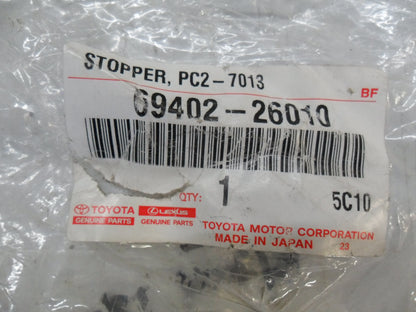 STOPPER, PC2-7013
BF
69402-26010
QTY: 1
5C10
TOYOTA LEXUS
GENUINE PARTS GENUINE PARTS
TOYOTA MOTOR CORPORATION
MADE IN JAPAN 23